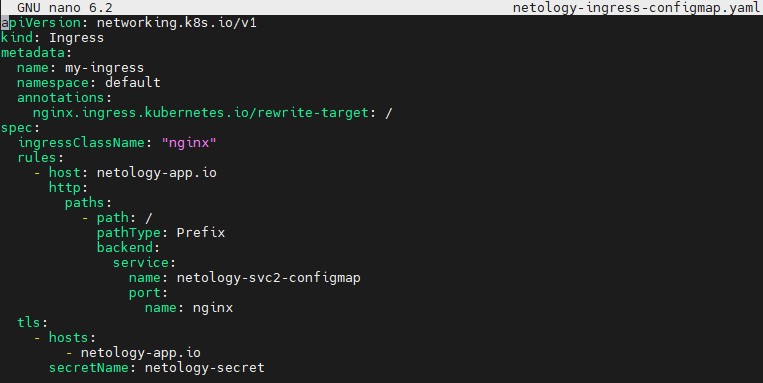 GNU nano 6.2 netology-ingress-configmap.yaml
apiVersion: networking.k8s.io/v1
kind: Ingress
metadata:
  name: my-ingress
  namespace: default
  annotations:
    nginx.ingress.kubernetes.io/rewrite-target: /
spec:
  ingressClassName: "nginx"
  rules:
    - host: netology-app.io
      http:
        paths:
          - path: /
            pathType: Prefix
            backend:
              service:
                name: netology-svc2-configmap
                port:
                  name: nginx
  tls:
    - hosts:
        - netology-app.io
      secretName: netology-secret